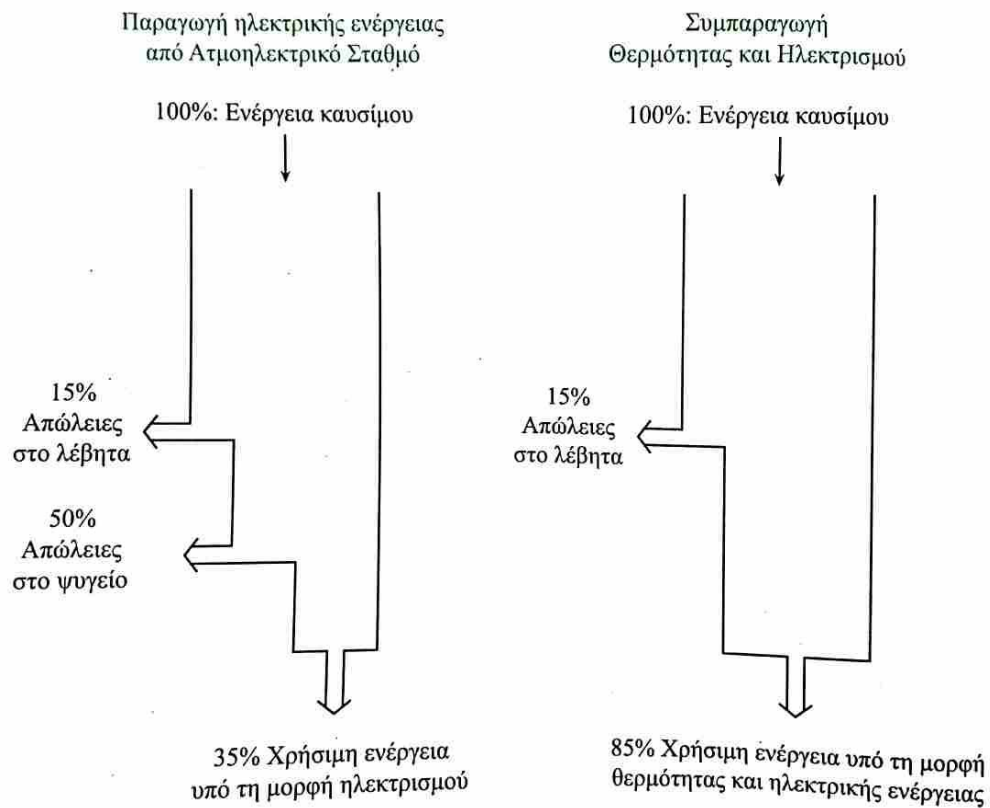 Παραγωγή ηλεκτρικής ενέργειας
από Ατμοηλεκτρικό Σταθμό
100%: Ενέργεια καυσίμου
15%
Απώλειες
στο λέβητα
50%
Απώλειες
στο ψυγείο
35% Χρήσιμη ενέργεια
υπό τη μορφή ηλεκτρισμού
Συμπαραγωγή
Θερμότητας και Ηλεκτρισμού
100%: Ενέργεια καυσίμου
15%
Απώλειες
στο λέβητα
85% Χρήσιμη ενέργεια υπό τη μορφή
θερμότητας και ηλεκτρικής ενέργειας